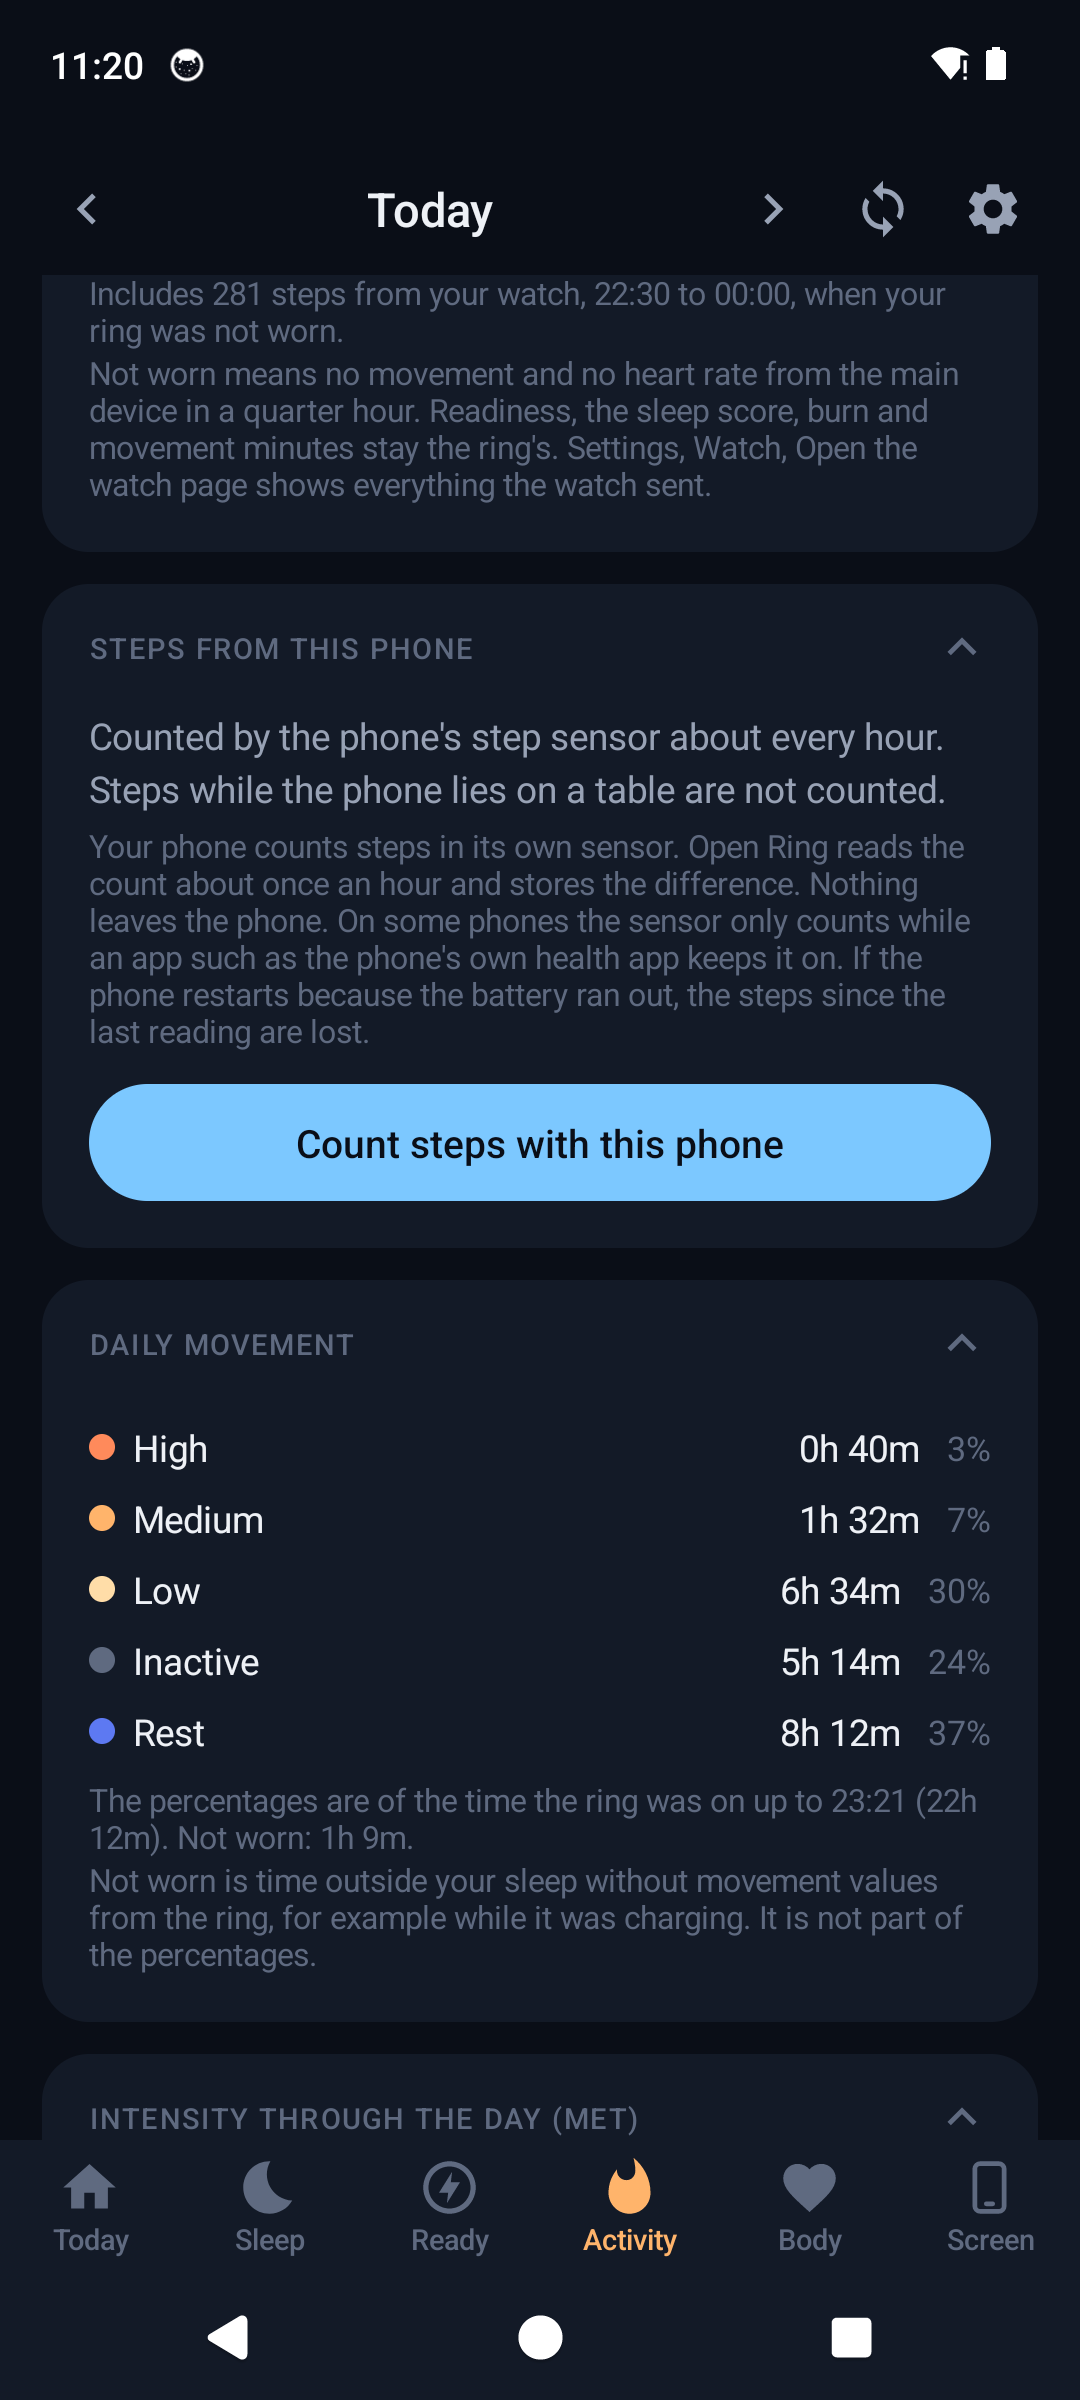 11:20
Today
Includes 281 steps from your watch, 22:30 to 00:00, when your
ring was not worn.
Not worn means no movement and no heart rate from the main
device in a quarter hour. Readiness, the sleep score, burn and
movement minutes stay the ring's. Settings, Watch, Open the
watch page shows everything the watch sent.
STEPS FROM THIS PHONE
Counted by the phone's step sensor about every hour.
Steps while the phone lies on a table are not counted.
Your phone counts steps in its own sensor. Open Ring reads the
count about once an hour and stores the difference. Nothing
leaves the phone. On some phones the sensor only counts while
an app such as the phone's own health app keeps it on. If the
phone restarts because the battery ran out, the steps since the
last reading are lost.
Count steps with this phone
DAILY MOVEMENT
High 0h 40m 3%
Medium 1h 32m 7%
Low 6h 34m 30%
Inactive 5h 14m 24%
Rest 8h 12m 37%
The percentages are of the time the ring was on up to 23:21 (22h
12m). Not worn: 1h 9m.
Not worn is time outside your sleep without movement values
from the ring, for example while it was charging. It is not part of
the percentages.
INTENSITY THROUGH THE DAY (MET)
Today Sleep Ready Activity Body Screen